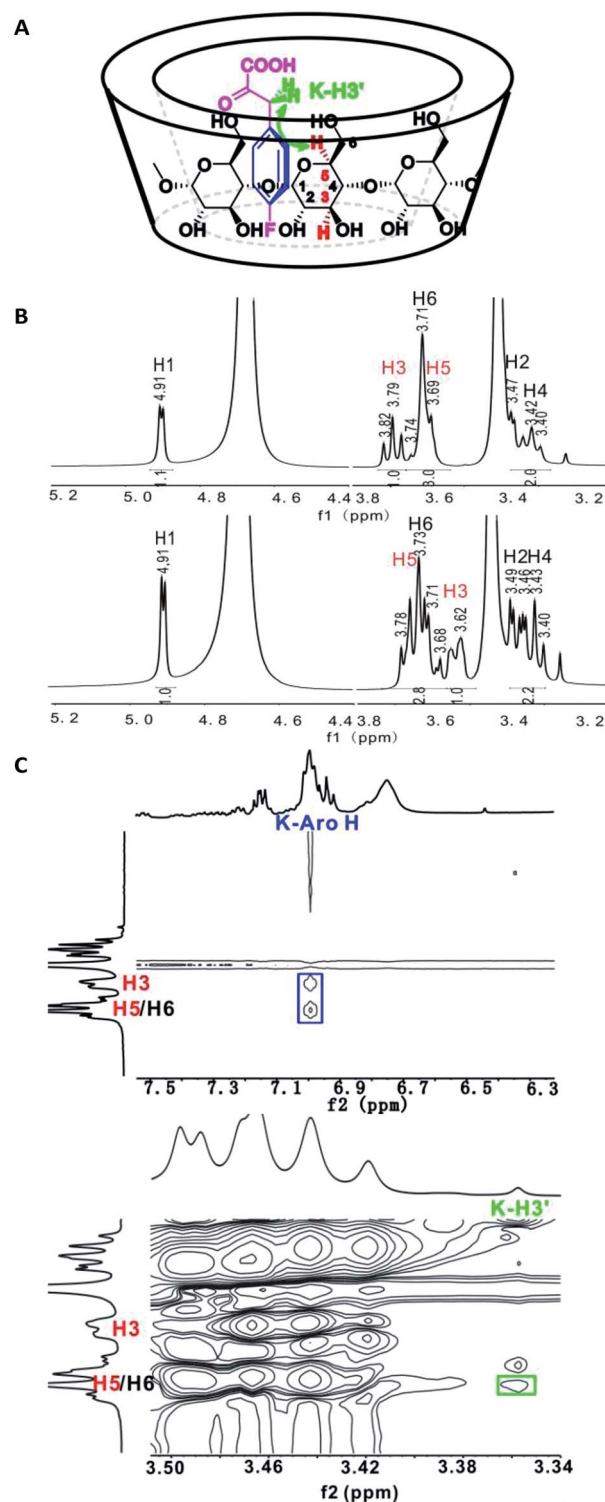 A
COOH
O
H
H
K-H3'
HO
HO
HO
H
6
O
O
O
5
O
O
1
4
O
O
2
3
F
H
OH
OH
OH
OH
OH
OH
B
H1
4.91
H3
H6
H5
H2
H4
3.82
3.79
3.74
3.71
3.69
3.47
3.42
3.40
1.1
1.0
3.0
2.0
5.2 5.0 4.8 4.6 4.4 3.8 3.6 3.4 3.2
f1 (ppm)
H1
4.91
H5
H6
H3
H2H4
3.78
3.73
3.71
3.68
3.62
3.49
3.46
3.43
3.40
1.0
2.8
1.0
2.2
5.2 5.0 4.8 4.6 4.4 3.8 3.6 3.4 3.2
f1 (ppm)
C
K-Aro H
H3
H5/H6
7.5 7.3 7.1 6.9 6.7 6.5 6.3
f2 (ppm)
K-H3'
H3
H5/H6
3.50 3.46 3.42 3.38 3.34
f2 (ppm)